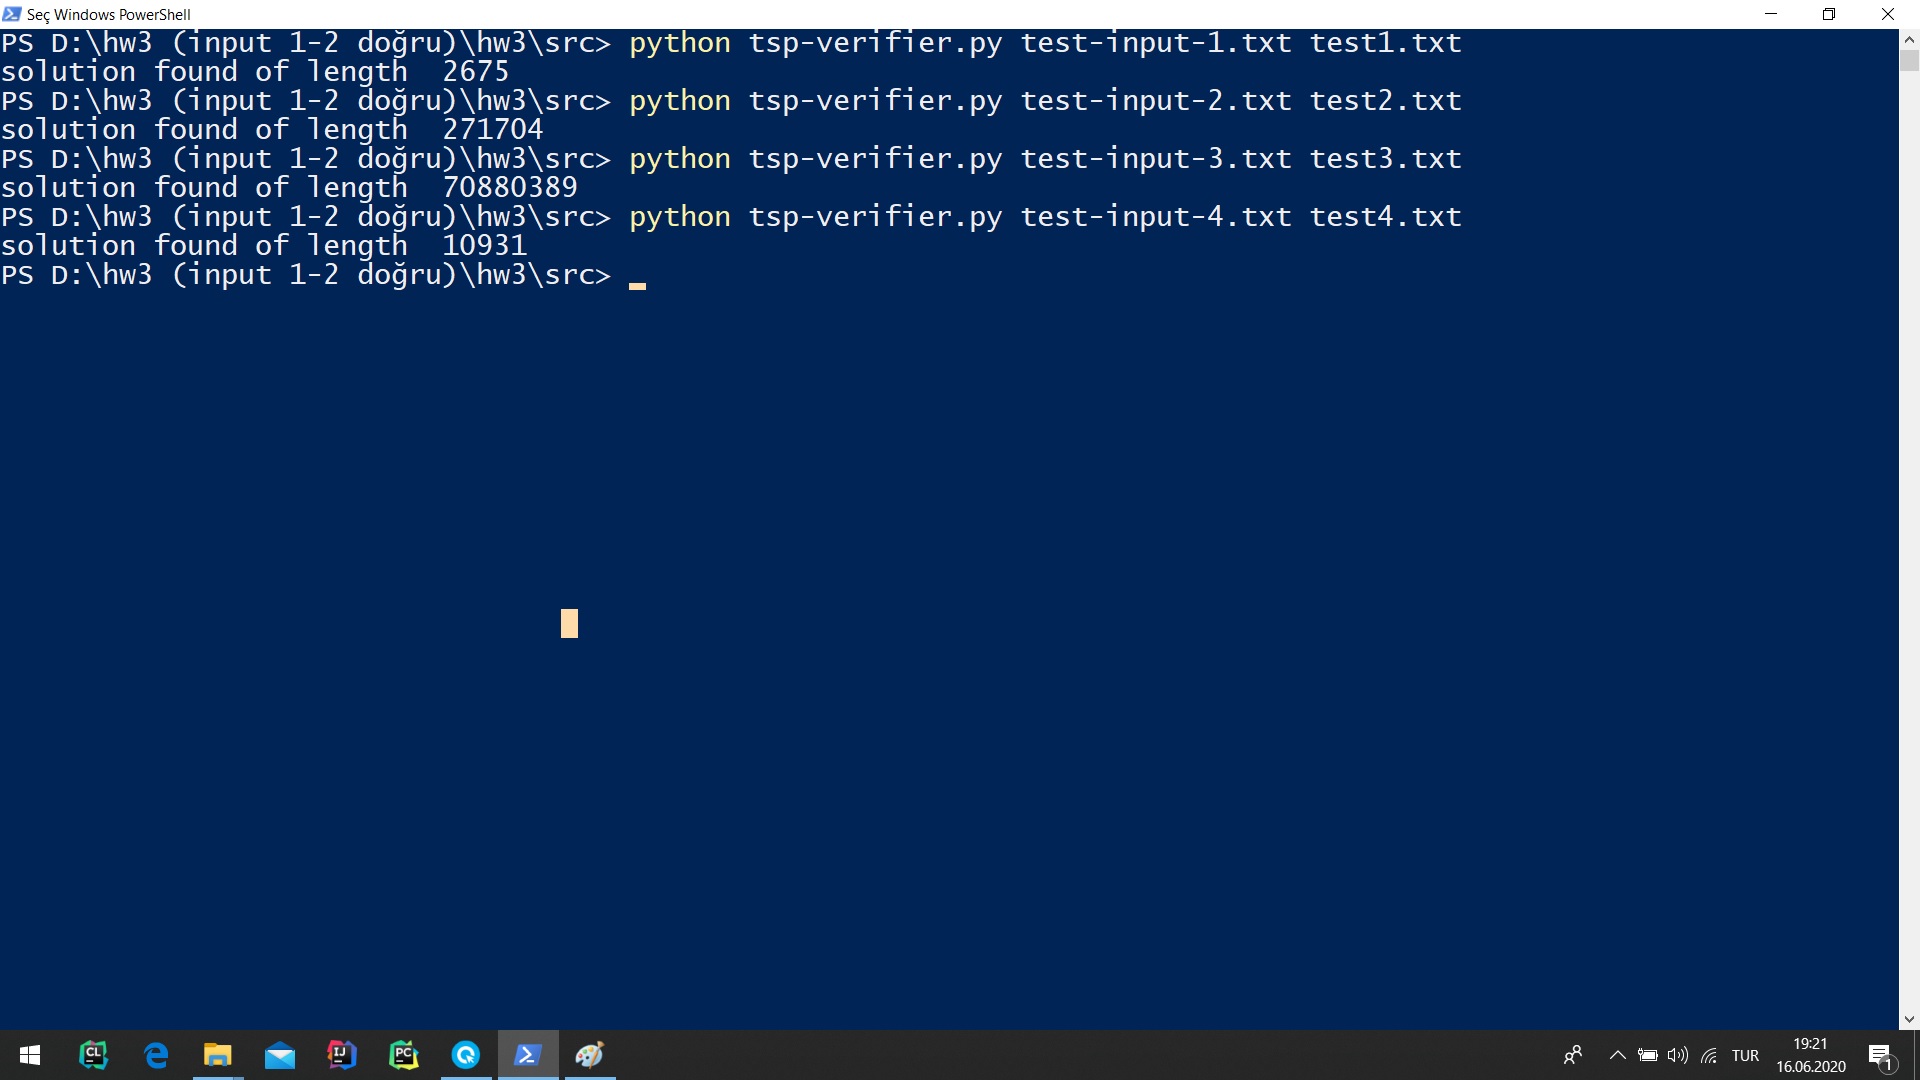 Seç Windows PowerShell
PS D:\hw3 (input 1-2 doğru)\hw3\src> python tsp-verifier.py test-input-1.txt test1.txt
solution found of length  2675
PS D:\hw3 (input 1-2 doğru)\hw3\src> python tsp-verifier.py test-input-2.txt test2.txt
solution found of length  271704
PS D:\hw3 (input 1-2 doğru)\hw3\src> python tsp-verifier.py test-input-3.txt test3.txt
solution found of length  70880389
PS D:\hw3 (input 1-2 doğru)\hw3\src> python tsp-verifier.py test-input-4.txt test4.txt
solution found of length  10931
PS D:\hw3 (input 1-2 doğru)\hw3\src>
CL
IJ
PC
TUR
19:21
16.06.2020
1